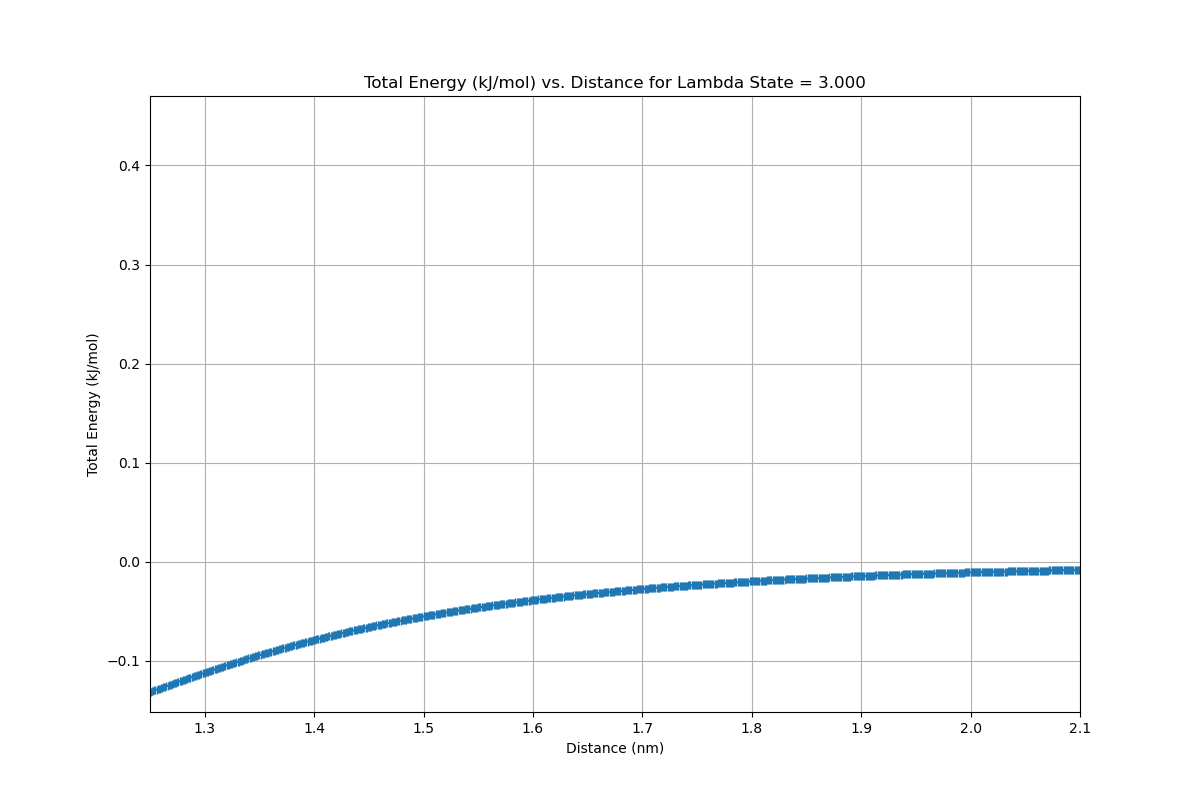 Total Energy (kJ/mol) vs. Distance for Lambda State = 3.000
Total Energy (kJ/mol)
0.4
0.3
0.2
0.1
0.0
−0.1
1.3 1.4 1.5 1.6 1.7 1.8 1.9 2.0 2.1
Distance (nm)